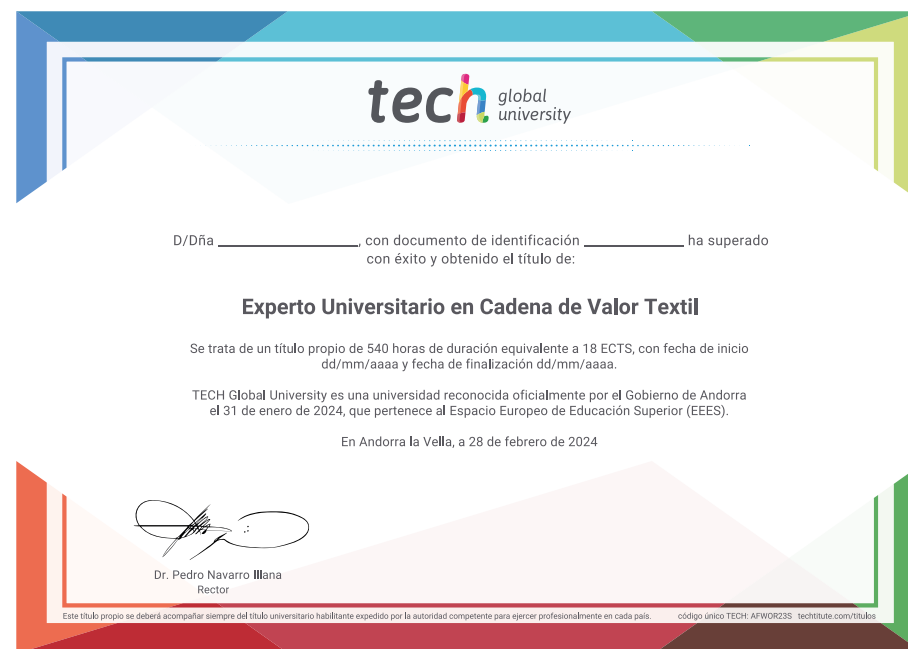 tech global university
D/Dña ____________________, con documento de identificación ______________ ha superado
con éxito y obtenido el título de:
Experto Universitario en Cadena de Valor Textil
Se trata de un título propio de 540 horas de duración equivalente a 18 ECTS, con fecha de inicio
dd/mm/aaaa y fecha de finalización dd/mm/aaaa.
TECH Global University es una universidad reconocida oficialmente por el Gobierno de Andorra
el 31 de enero de 2024, que pertenece al Espacio Europeo de Educación Superior (EEES).
En Andorra la Vella, a 28 de febrero de 2024
Dr. Pedro Navarro Illana
Rector
Este título propio se deberá acompañar siempre del título universitario habilitante expedido por la autoridad competente para ejercer profesionalmente en cada país. código único TECH: AFWOR23S techtitute.com/titulos